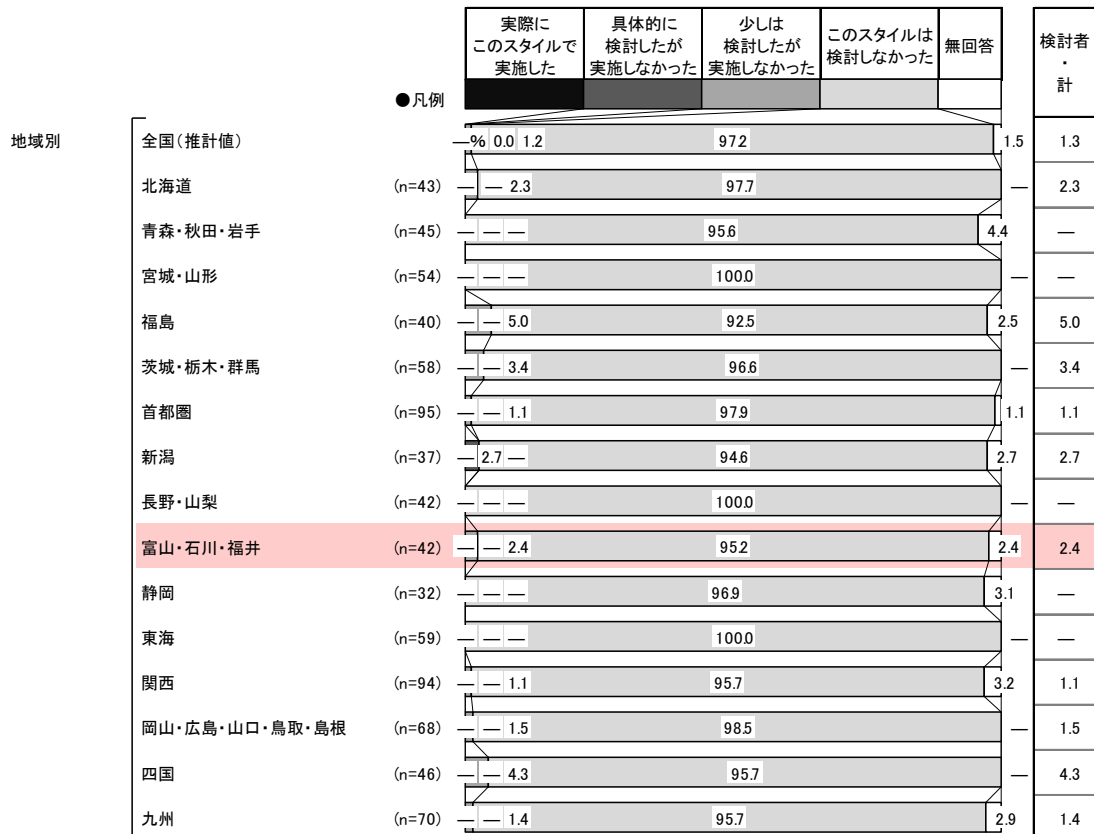 実際に
このスタイルで
実施した
具体的に
検討したが
実施しなかった
少しは
検討したが
実施しなかった
このスタイルは
検討しなかった
無回答
検討者
・
計
●凡例
地域別
全国(推計値) —% 0.0 1.2 97.2 1.5 1.3
北海道 (n=43) — — 2.3 97.7 — 2.3
青森・秋田・岩手 (n=45) — — — 95.6 4.4 —
宮城・山形 (n=54) — — — 100.0 — —
福島 (n=40) — — 5.0 92.5 2.5 5.0
茨城・栃木・群馬 (n=58) — — 3.4 96.6 — 3.4
首都圏 (n=95) — — 1.1 97.9 1.1 1.1
新潟 (n=37) — 2.7 — 94.6 2.7 2.7
長野・山梨 (n=42) — — — 100.0 — —
富山・石川・福井 (n=42) — — 2.4 95.2 2.4 2.4
静岡 (n=32) — — — 96.9 3.1 —
東海 (n=59) — — — 100.0 — —
関西 (n=94) — — 1.1 95.7 3.2 1.1
岡山・広島・山口・鳥取・島根 (n=68) — — 1.5 98.5 — 1.5
四国 (n=46) — — 4.3 95.7 — 4.3
九州 (n=70) — — 1.4 95.7 2.9 1.4